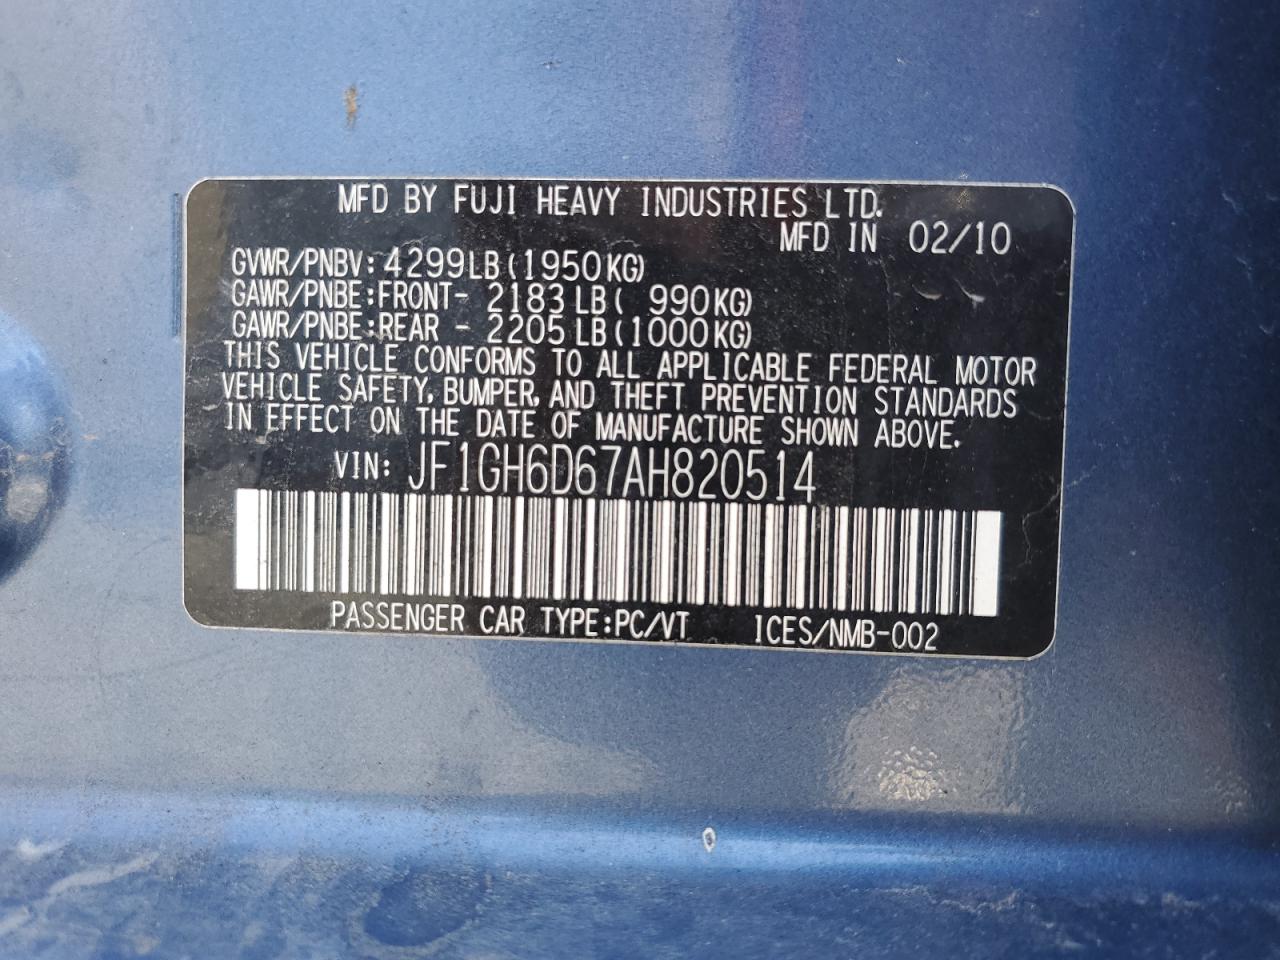 MFD BY FUJI HEAVY INDUSTRIES LTD.
MFD IN 02/10
GVWR/PNBV: 4299LB(1950KG)
GAWR/PNBE:FRONT- 2183LB( 990KG)
GAWR/PNBE:REAR - 2205LB(1000KG)
THIS VEHICLE CONFORMS TO ALL APPLICABLE FEDERAL MOTOR
VEHICLE SAFETY, BUMPER, AND THEFT PREVENTION STANDARDS
IN EFFECT ON THE DATE OF MANUFACTURE SHOWN ABOVE.
VIN: JF1GH6D67AH820514
PASSENGER CAR TYPE:PC/VT ICES/NMB-002